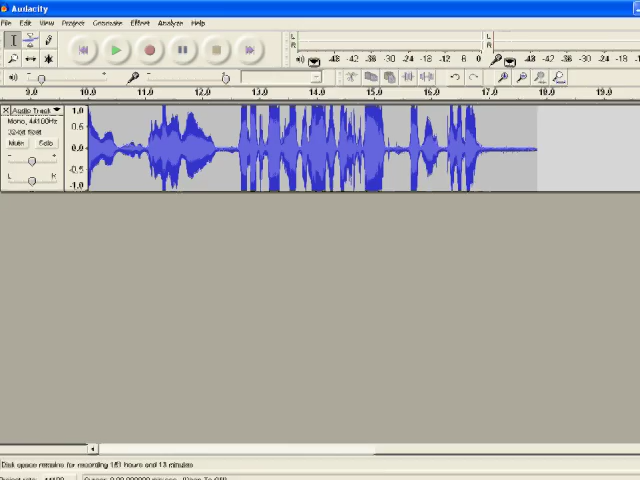 Audacity
File Edit View Project Generate Effect Analyze Help
L
R
-48 -42 -36 -30 -24 -18 -12 -6 0
L
R
-48 -42 -36 -30 -24 -18 -12
9.0 10.0 11.0 12.0 13.0 14.0 15.0 16.0 17.0 18.0 19.0
X Audio Track
Mono, 44100Hz
32-bit float
Mute Solo
- +
L R
1.0
0.5
0.0
-0.5
-1.0
Disk space remains for recording 151 hours and 13 minutes